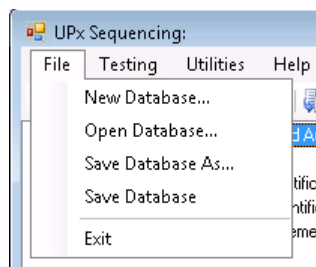 UPx Sequencing:
File Testing Utilities Help
New Database...
Open Database...
Save Database As...
Save Database
Exit